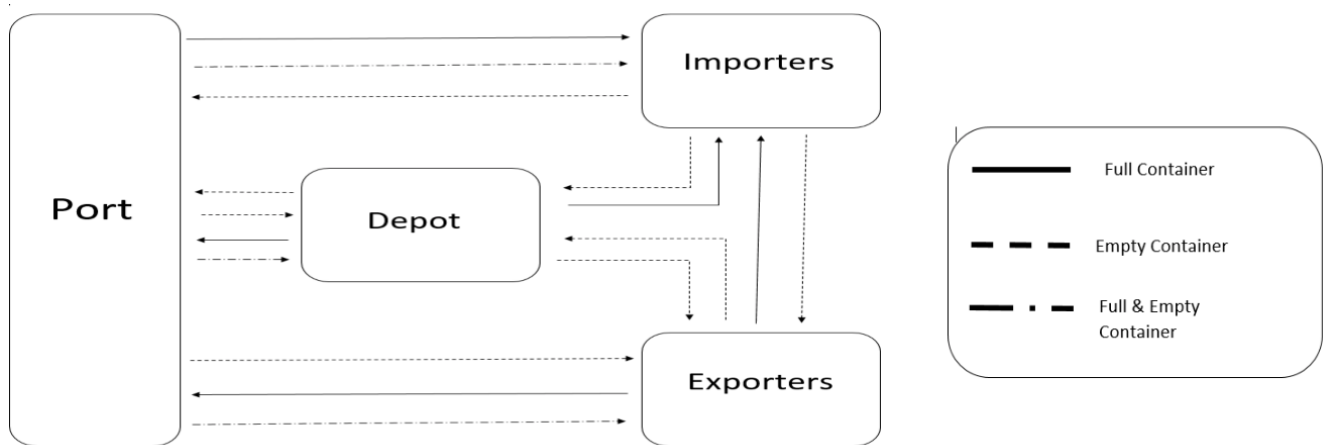 Port
Importers
Depot
Exporters
Full Container
Empty Container
Full & Empty
Container